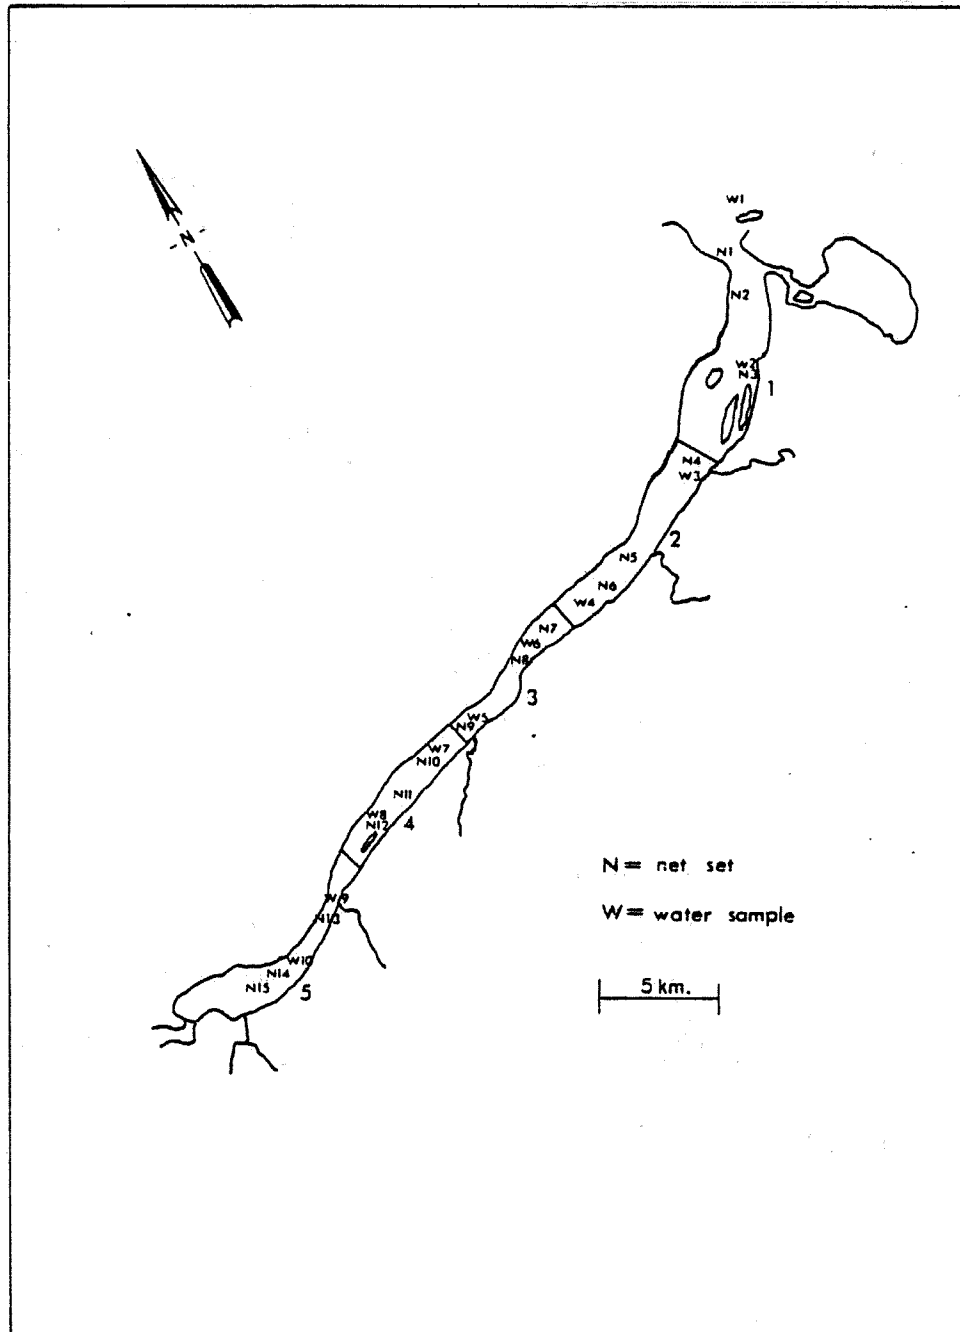 N
W1
N1
N2
W2
N3
1
N4
W3
2
N5
N6
W4
N7
W6
N8
3
W5
N9
W7
N10
N11
W8
N12
4
N = net set
W9
W = water sample
N13
W10
N14
N15
5
5 km.